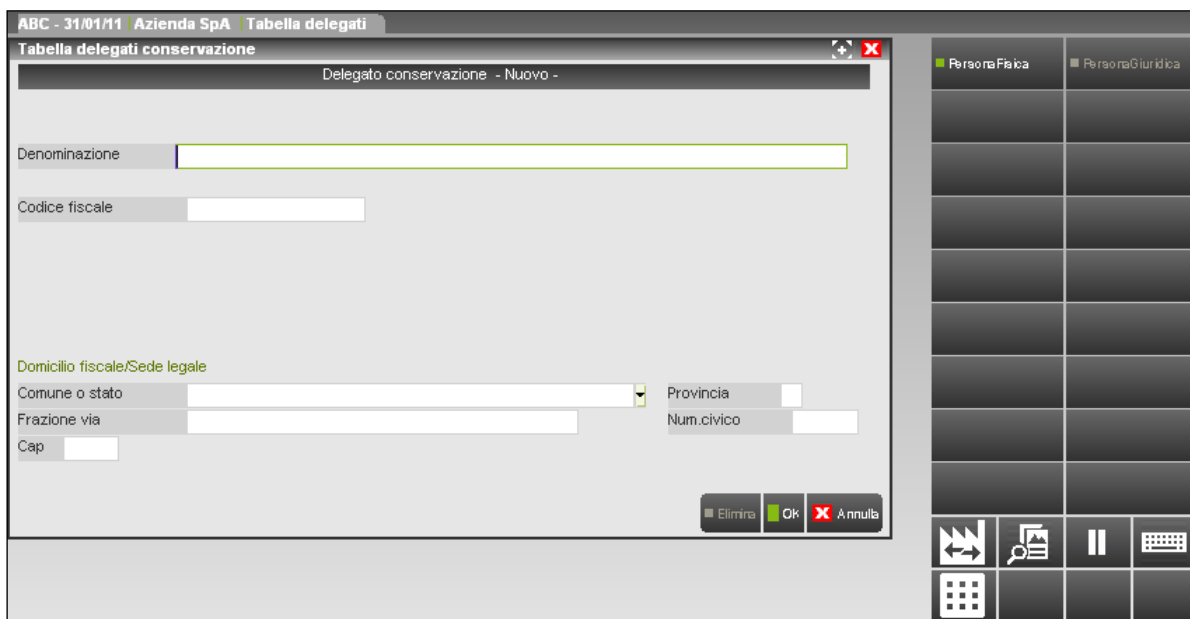 ABC - 31/01/11 Azienda SpA Tabella delegati
Tabella delegati conservazione
Delegato conservazione - Nuovo -
PersonaFisica PersonaGiuridica
Denominazione
Codice fiscale
Domicilio fiscale/Sede legale
Comune o stato Provincia
Frazione via Num.civico
Cap
Elimina OK Annulla